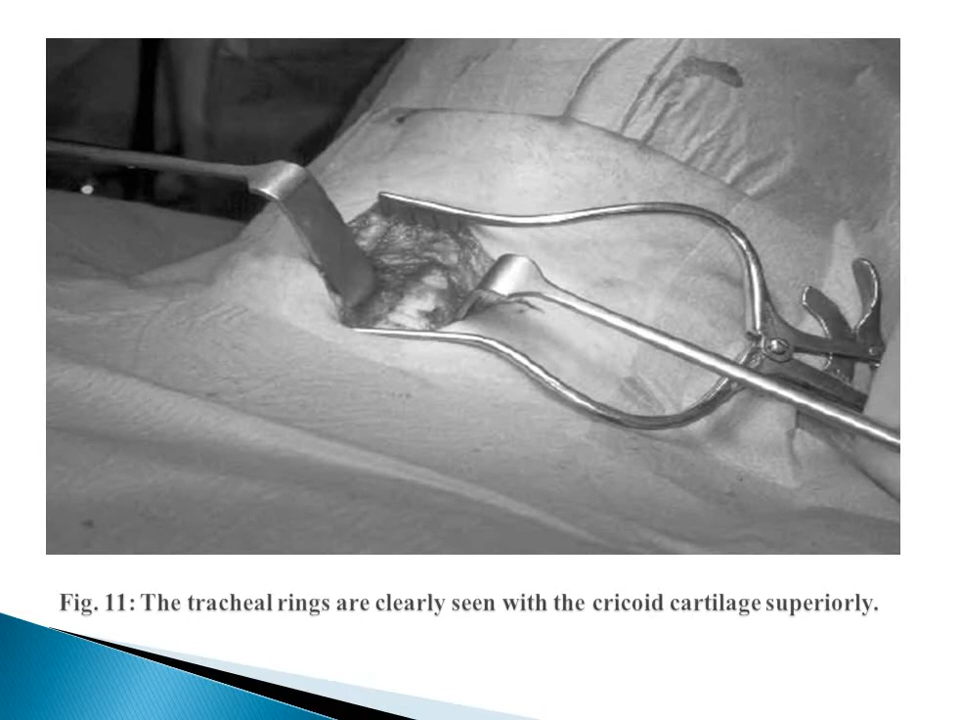 Fig. 11: The tracheal rings are clearly seen with the cricoid cartilage superiorly.